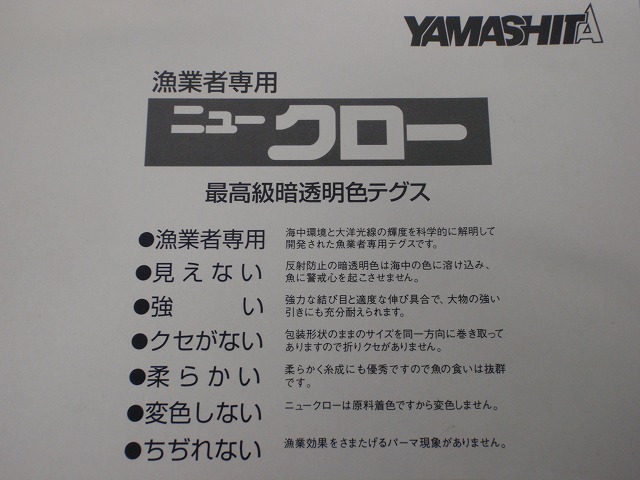 YAMASHITA
漁業者専用
ニュークロー
最高級暗透明色テグス
●漁業者専用 海中環境と大洋光線の輝度を科学的に解明して
開発された魚業者専用テグスです。
●見えない 反射防止の暗透明色は海中の色に溶け込み、
魚に警戒心を起こさせません。
●強い 強力な結び目と適度な伸び具合で、大物の強い
引きにも充分耐えられます。
●クセがない 包装形状のままのサイズを同一方向に巻き取って
ありますので折りクセがありません。
●柔らかい 柔らかく糸成にも優秀ですので魚の食いは抜群
です。
●変色しない ニュークローは原料着色ですから変色しません。
●ちぢれない 漁業効果をさまたげるパーマ現象がありません。